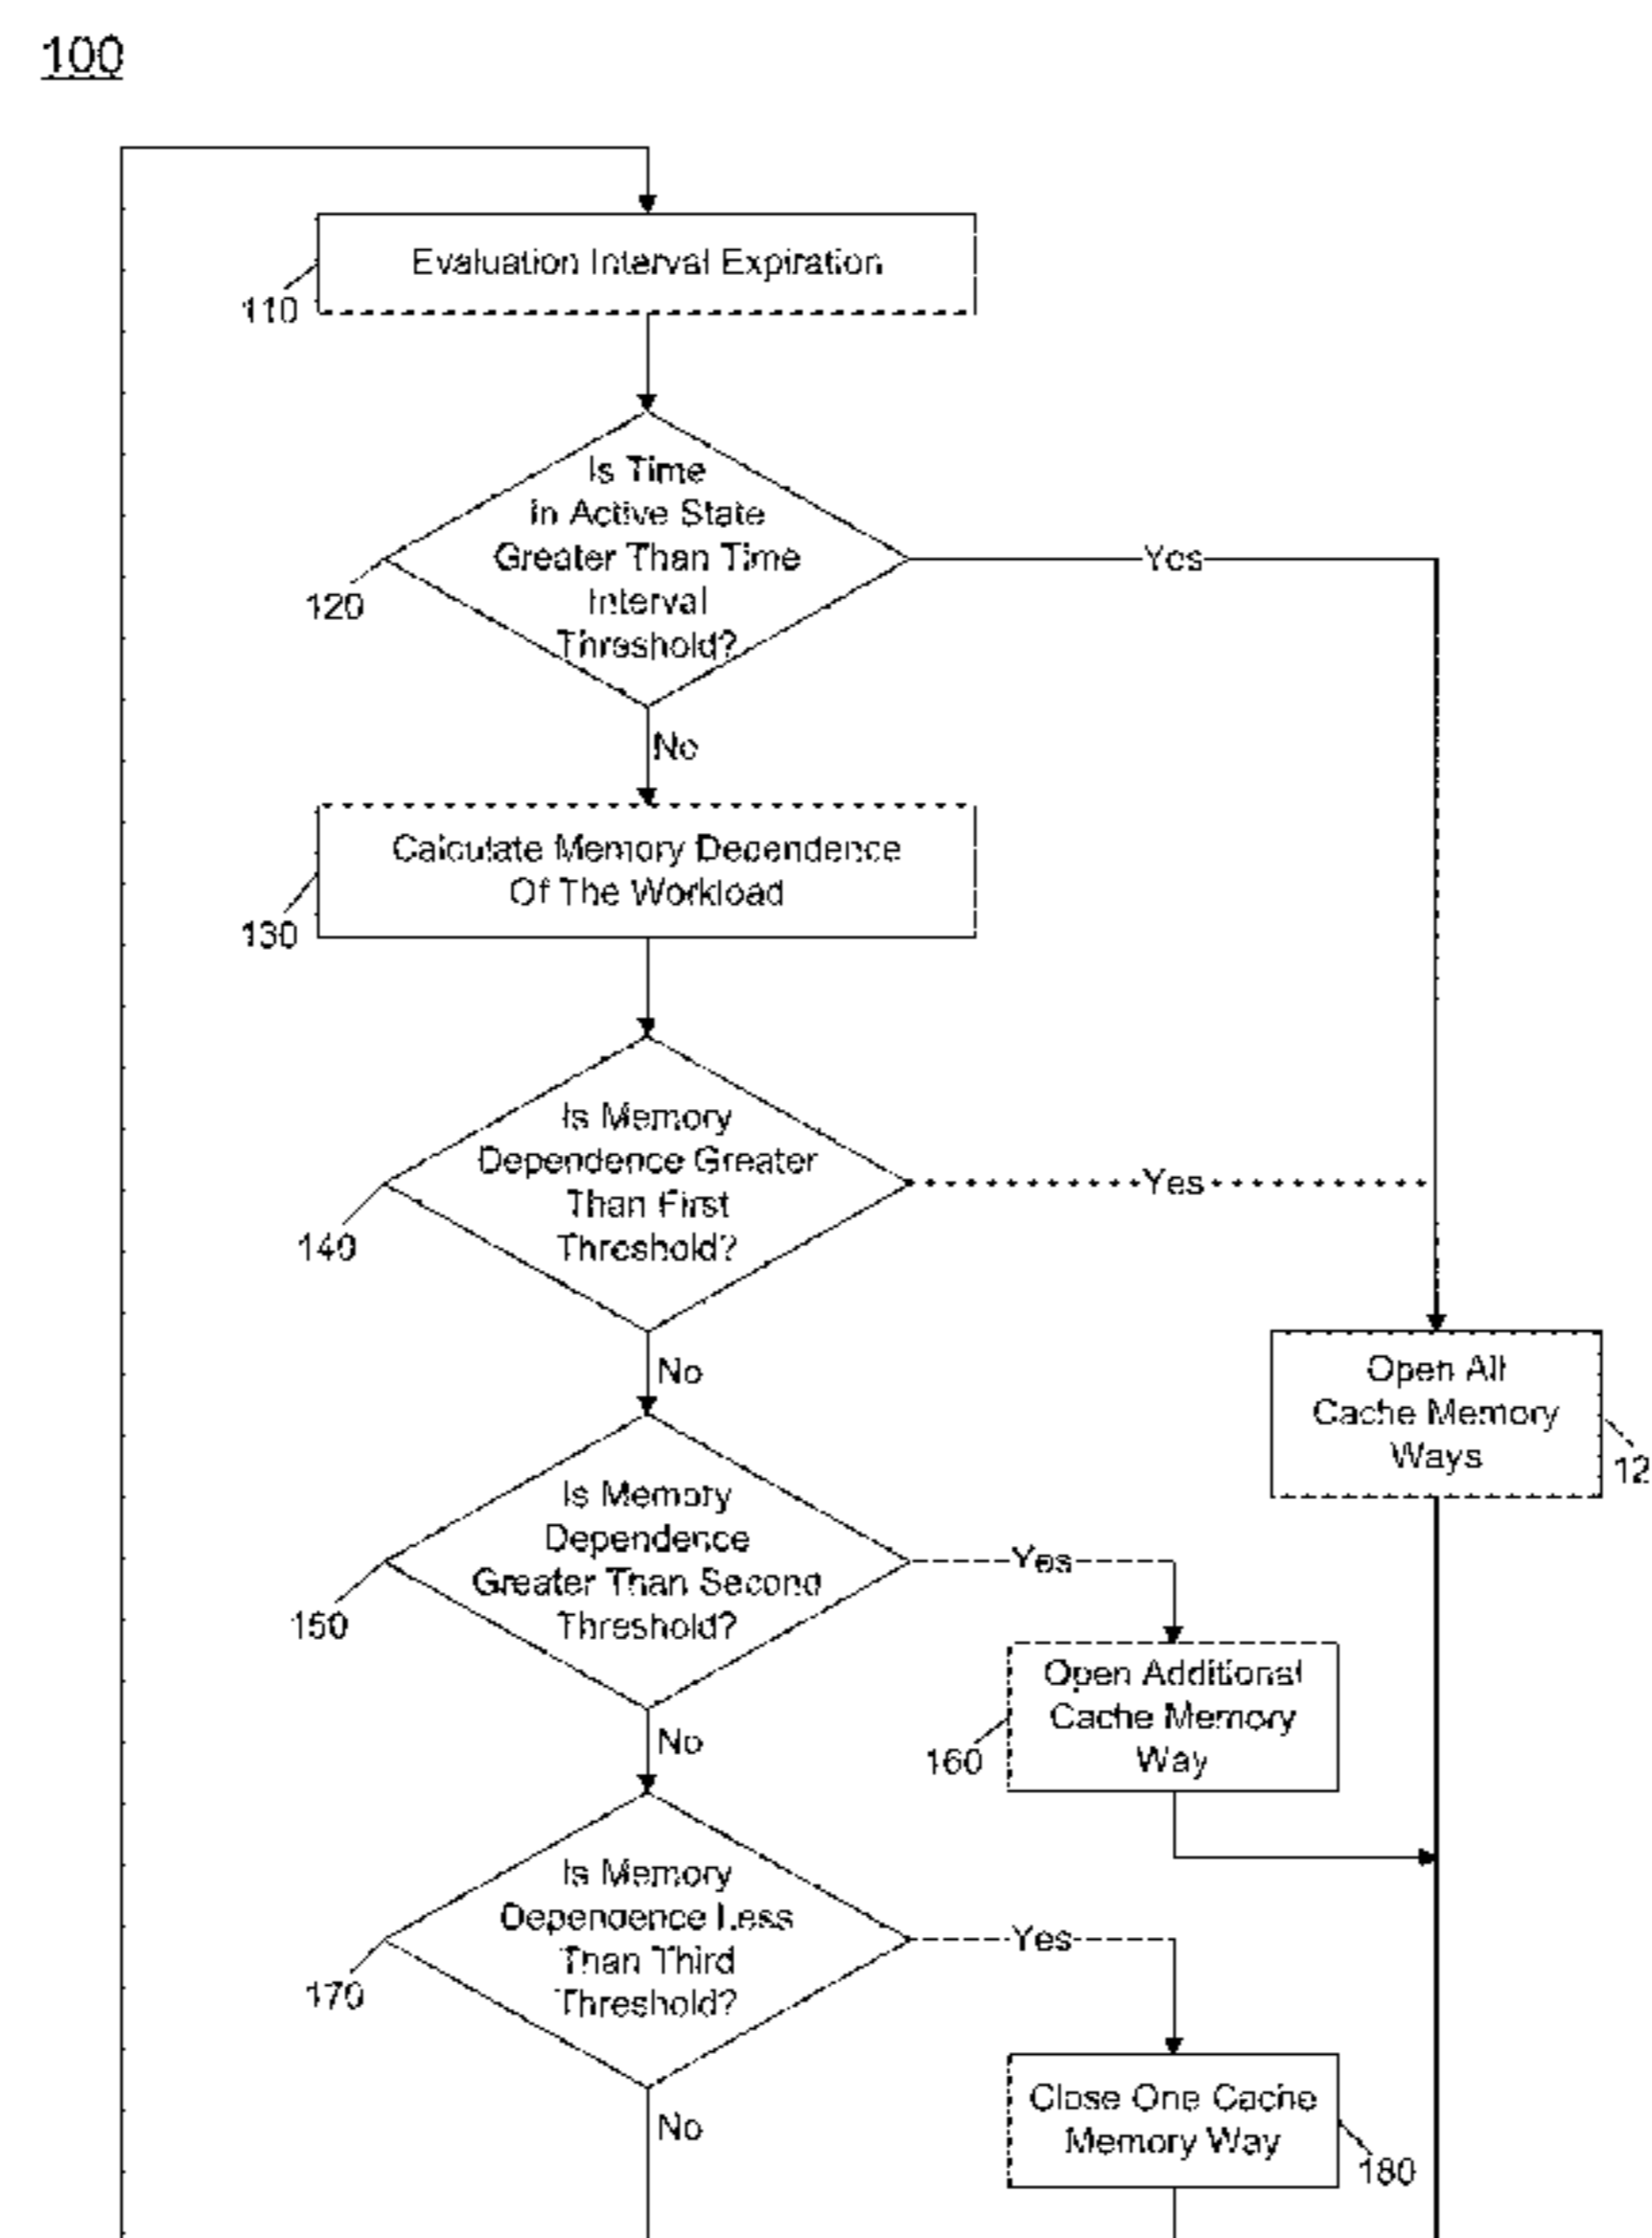 100
Evaluation Interval Expiration
110
Is Time
in Active State
Greater Than Time
Interval
Threshold?
120
Yes
No
Calculate Memory Dependence
Of The Workload
130
Is Memory
Dependence Greater
Than First
Threshold?
140
Yes
No
Open All
Cache Memory
Ways
12
Is Memory
Dependence
Greater Than Second
Threshold?
150
Yes
No
Open Additional
Cache Memory
Way
160
Is Memory
Dependence Less
Than Third
Threshold?
170
Yes
No
Close One Cache
Memory Way
180